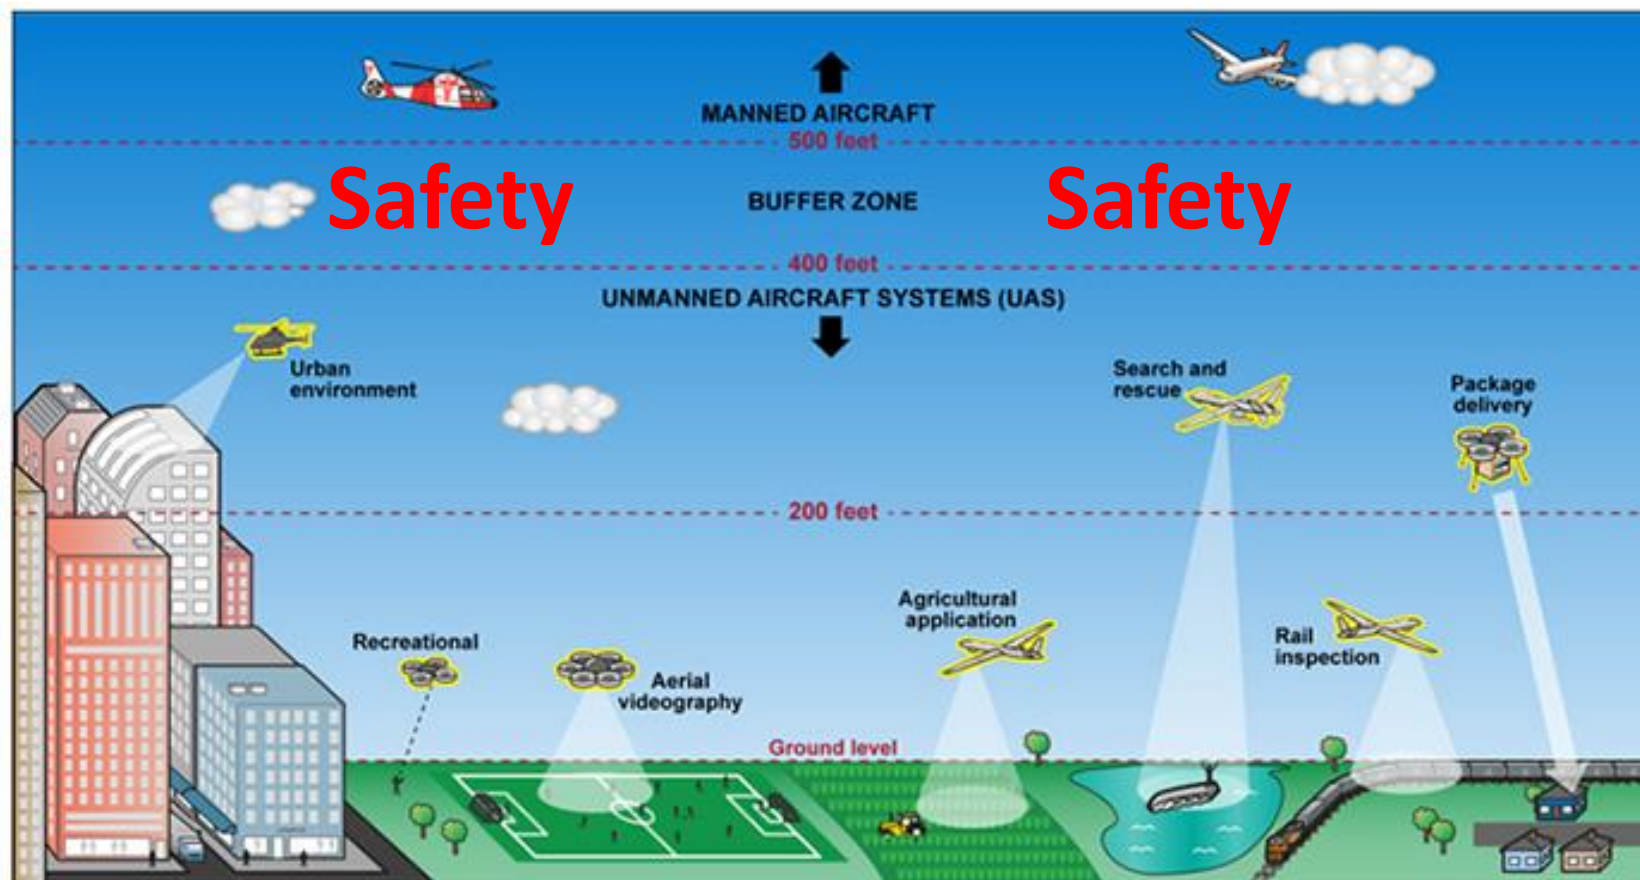 MANNED AIRCRAFT
500 feet
Safety
BUFFER ZONE
Safety
400 feet
UNMANNED AIRCRAFT SYSTEMS (UAS)
Urban
environment
Search and
rescue
Package
delivery
200 feet
Recreational
Aerial
videography
Agricultural
application
Rail
inspection
Ground level